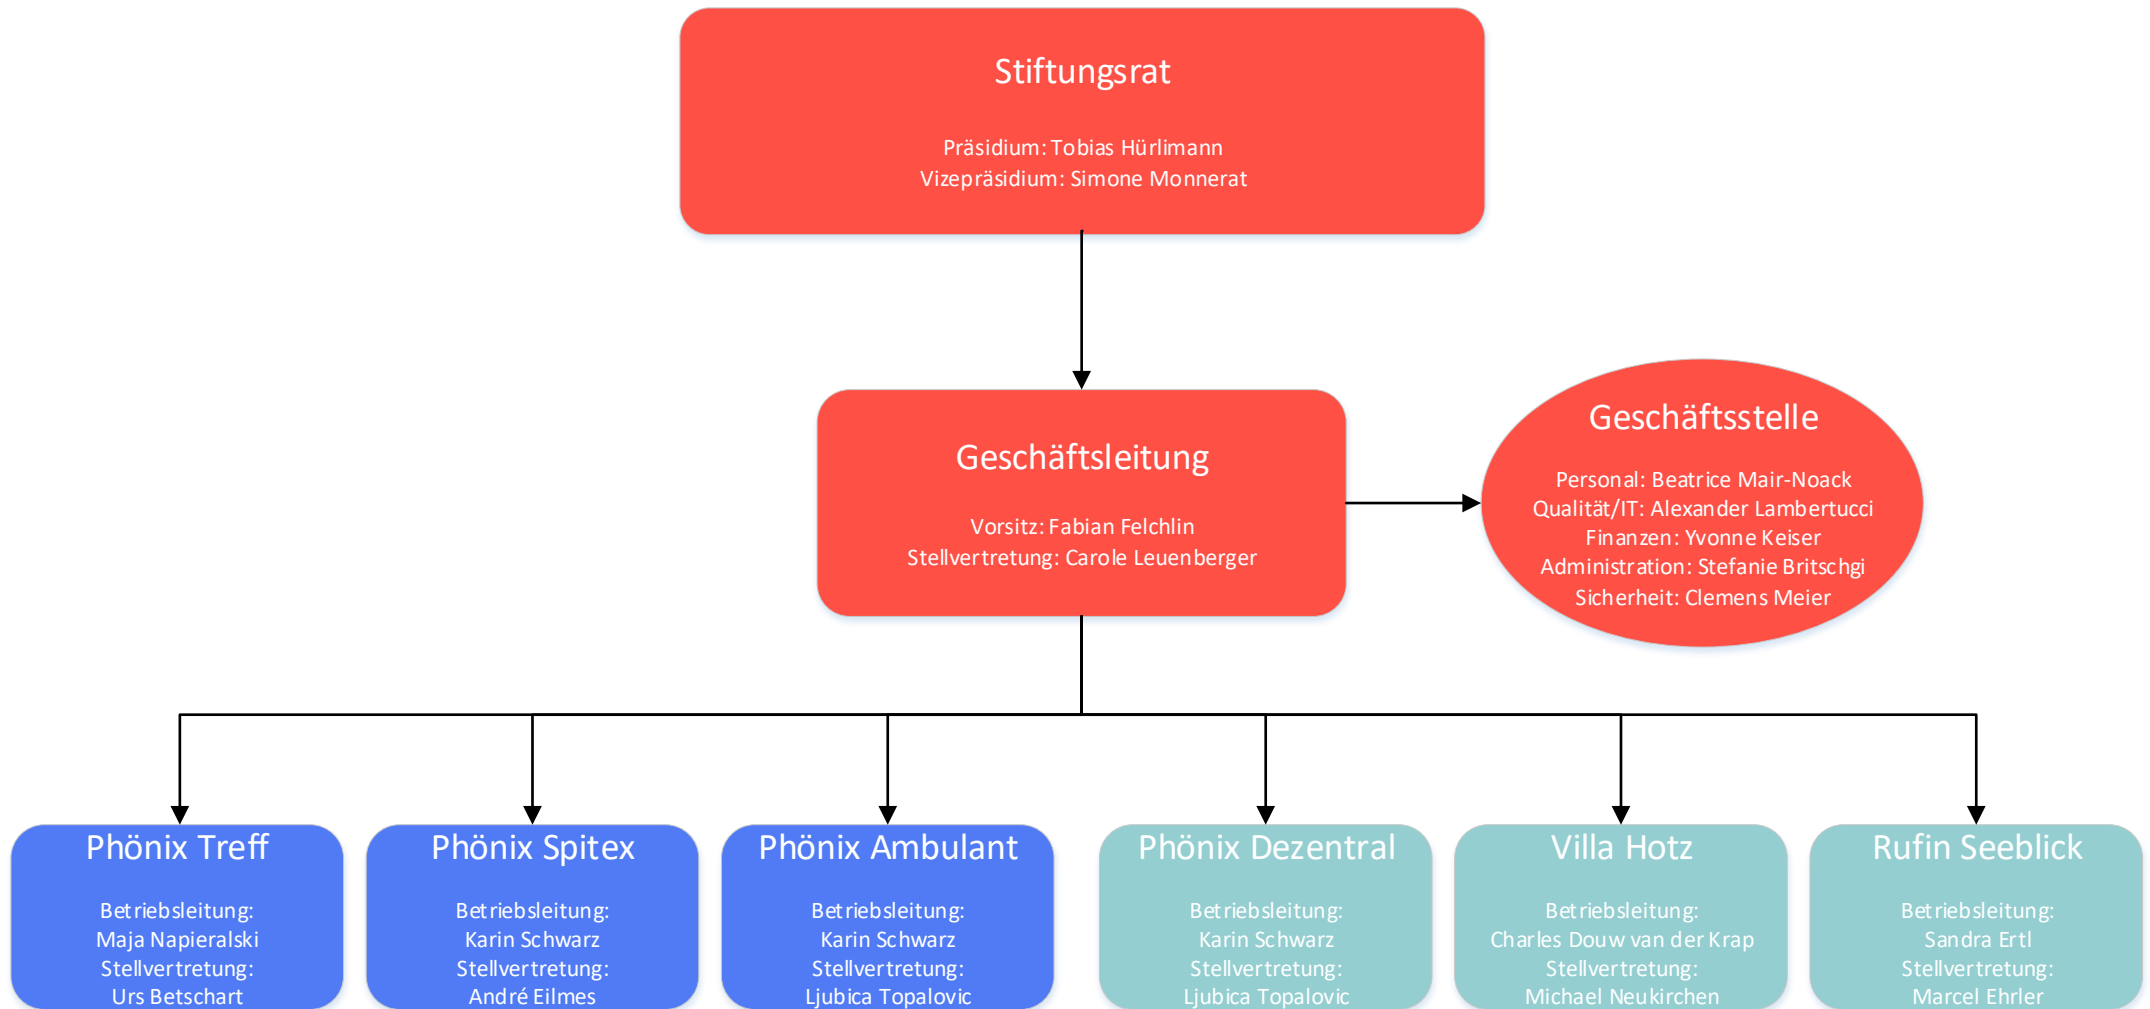 Stiftungsrat
Präsidium: Tobias Hürlimann
Vizepräsidium: Simone Monnerat
Geschäftsleitung
Vorsitz: Fabian Felchlin
Stellvertretung: Carole Leuenberger
Geschäftsstelle
Personal: Beatrice Mair-Noack
Qualität/IT: Alexander Lambertucci
Finanzen: Yvonne Keiser
Administration: Stefanie Britschgi
Sicherheit: Clemens Meier
Phönix Treff
Betriebsleitung:
Maja Napieralski
Stellvertretung:
Urs Betschart
Phönix Spitex
Betriebsleitung:
Karin Schwarz
Stellvertretung:
André Eilmes
Phönix Ambulant
Betriebsleitung:
Karin Schwarz
Stellvertretung:
Ljubica Topalovic
Phönix Dezentral
Betriebsleitung:
Karin Schwarz
Stellvertretung:
Ljubica Topalovic
Villa Hotz
Betriebsleitung:
Charles Douw van der Krap
Stellvertretung:
Michael Neukirchen
Rufin Seeblick
Betriebsleitung:
Sandra Ertl
Stellvertretung:
Marcel Ehrler